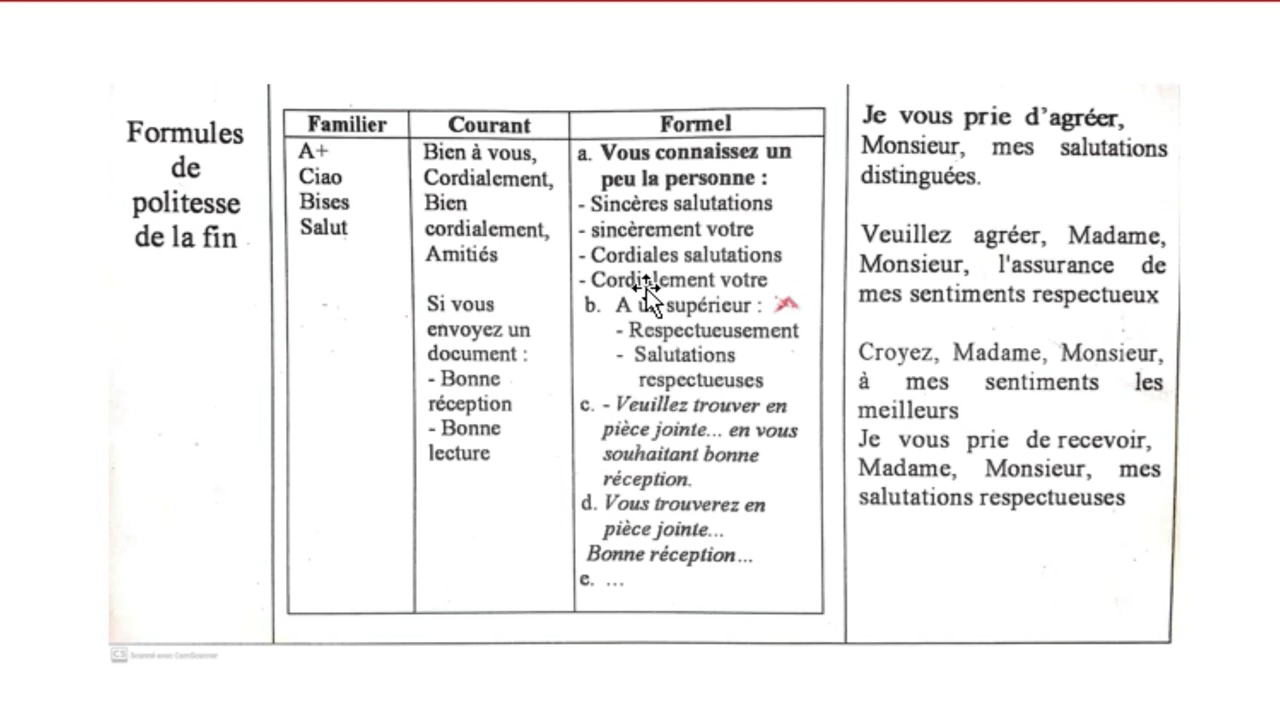 Formules
de
politesse
de la fin
Familier
A+
Ciao
Bises
Salut
Courant
Bien à vous,
Cordialement,
Bien
cordialement,
Amitiés
Si vous
envoyez un
document :
- Bonne
réception
- Bonne
lecture
Formel
a. Vous connaissez un
peu la personne :
- Sincères salutations
- sincèrement votre
- Cordiales salutations
- Cordialement votre
b. A un supérieur :
- Respectueusement
- Salutations
respectueuses
c. - Veuillez trouver en
pièce jointe... en vous
souhaitant bonne
réception.
d. Vous trouverez en
pièce jointe...
Bonne réception...
e. ...
Je vous prie d'agréer,
Monsieur, mes salutations
distinguées.
Veuillez agréer, Madame,
Monsieur, l'assurance de
mes sentiments respectueux
Croyez, Madame, Monsieur,
à mes sentiments les
meilleurs
Je vous prie de recevoir,
Madame, Monsieur, mes
salutations respectueuses
CS Scanné avec CamScanner